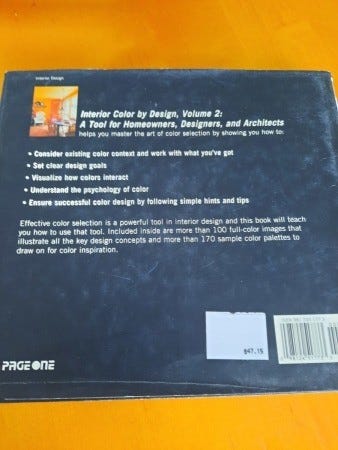 Interior Design
Interior Color by Design, Volume 2:
A Tool for Homeowners, Designers, and Architects
helps you master the art of color selection by showing you how to:
• Consider existing color context and work with what you've got
• Set clear design goals
• Visualize how colors interact
• Understand the psychology of color
• Ensure successful color design by following simple hints and tips
Effective color selection is a powerful tool in interior design and this book will teach
you how to use that tool. Included inside are more than 100 full-color images that
illustrate all the key design concepts and more than 170 sample color palettes to
draw on for color inspiration.
$47.15
PAGEONE